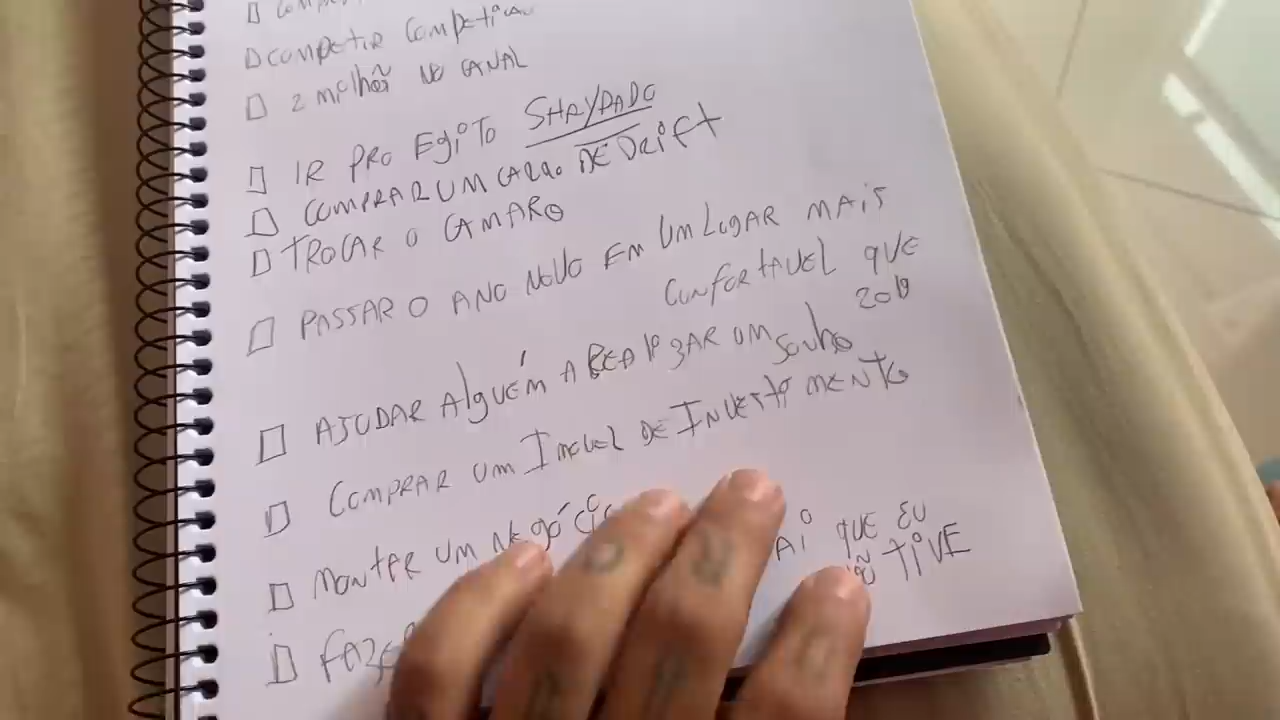 COMPETIR COMPETIÇÃO
2 milhõẽs NO CANAL
IR PRO EGITO SHAYPADO
COMPRAR UM CARRO DE DRIFT
TROCAR O CAMARO
PASSAR O ANO NOVO EM UM LUGAR MAIS
CONFORTAVEL QUE
2019
AJUDAR ALGUÉM A REALIZAR UM sonho
COMPRAR UM IMOVEL DE INVESTIMENTO
MONTAR UM NEGÓCIO
QUE EU
TIVE